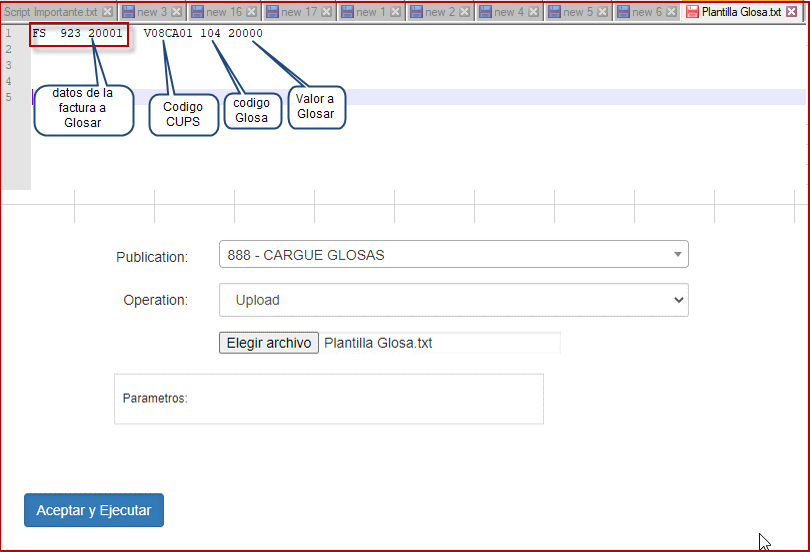 Script Importante.txt new 3 new 16 new 17 new 1 new 2 new 4 new 5 new 6 Plantilla Glosa.txt
1 FS 923 20001 V08CA01 104 20000
2
3
4
5
datos de la
factura a
Glosar
Codigo
CUPS
codigo
Glosa
Valor a
Glosar
Publication: 888 - CARGUE GLOSAS
Operation: Upload
Elegir archivo Plantilla Glosa.txt
Parametros:
Aceptar y Ejecutar